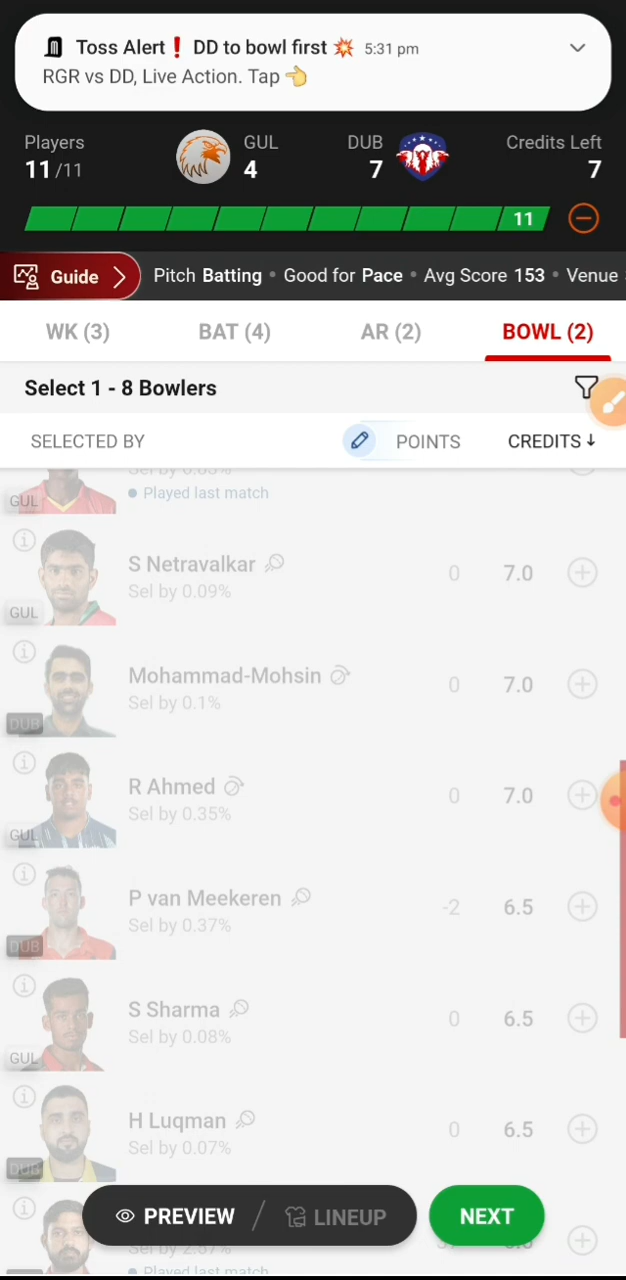 Toss Alert❗ DD to bowl first 💥 5:31 pm
RGR vs DD, Live Action. Tap 👈
Players GUL DUB Credits Left
11/11 4 7 7
11
Guide Pitch Batting • Good for Pace • Avg Score 153 • Venue
WK (3) BAT (4) AR (2) BOWL (2)
Select 1 - 8 Bowlers
SELECTED BY POINTS CREDITS ↓
GUL • Played last match
S Netravalkar 0 7.0
Sel by 0.09%
GUL
Mohammad-Mohsin 0 7.0
Sel by 0.1%
DUB
R Ahmed 0 7.0
Sel by 0.35%
GUL
P van Meekeren -2 6.5
Sel by 0.37%
DUB
S Sharma 0 6.5
Sel by 0.08%
GUL
H Luqman 0 6.5
Sel by 0.07%
DUB
PREVIEW / LINEUP NEXT
Sel by 2.57%
Played last match